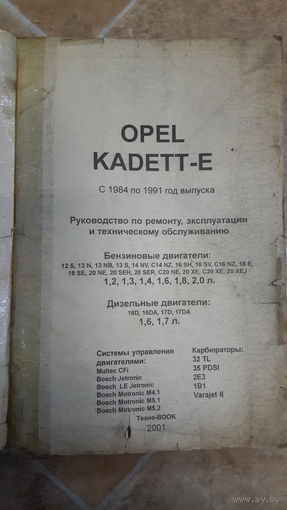 OPEL
KADETT-E
С 1984 по 1991 год выпуска
Руководство по ремонту, эксплуатации
и техническому обслуживанию
Бензиновые двигатели:
12 S, 13 N, 13 NB, 13 S, 14 NV, C14 NZ, 16 SH, 16 SV, C16 NZ, 18 E,
18 SE, 20 NE, 20 SEH, 20 SER, C20 NE, 20 XE, C20 XE, 20 XEJ
1,2, 1,3, 1,4, 1,6, 1,8, 2,0 л.
Дизельные двигатели:
16D, 16DA, 17D, 17DA
1,6, 1,7 л.
Системы управления
двигателями:
Multec CFi
Bosch Jetronic
Bosch LE Jetronic
Bosch Motronic M4.1
Bosch Motronic M5.1
Bosch Motronic M5.2
Карбюраторы:
32 TL
35 PDSI
2E3
1B1
Varajet II
Техно-BOOK
2001
www.ay.by